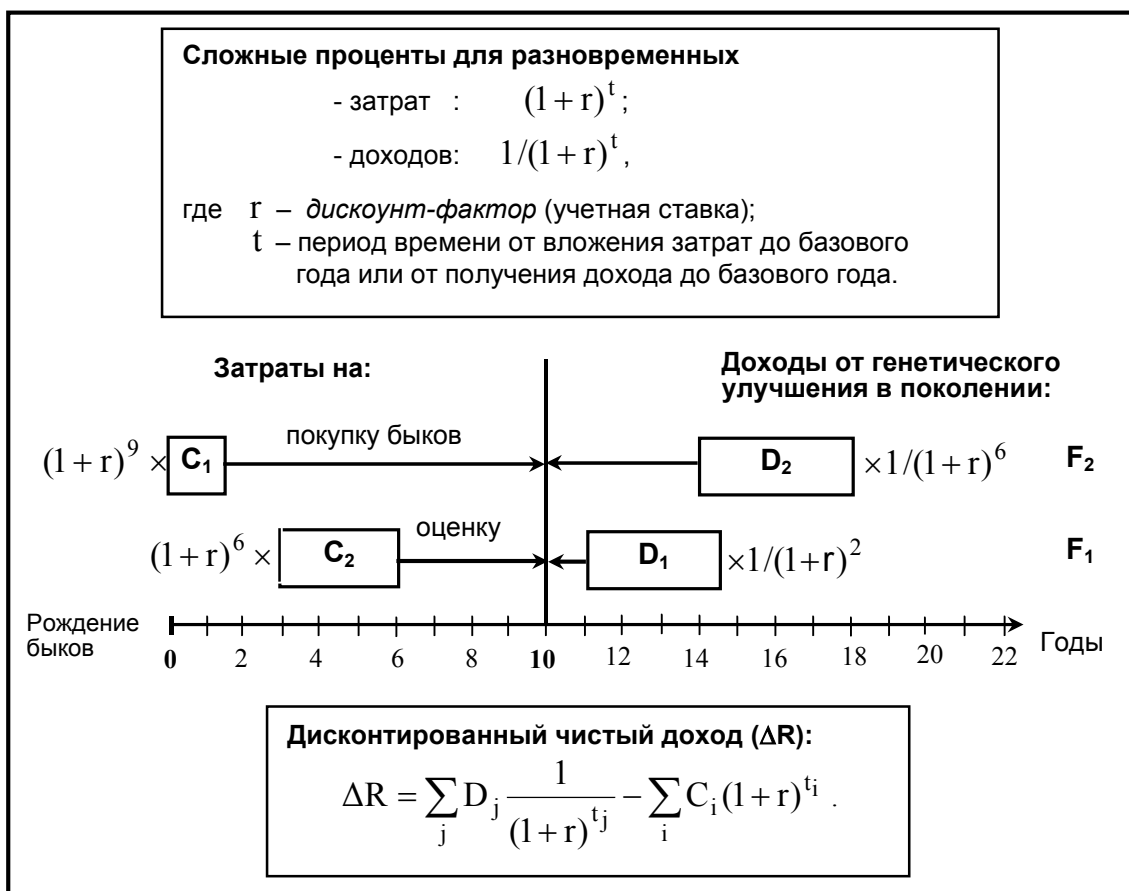 Сложные проценты для разновременных
- затрат : (1 + r)^t ;
- доходов: 1/(1 + r)^t ,
где r – дискоунт-фактор (учетная ставка);
t – период времени от вложения затрат до базового
года или от получения дохода до базового года.
Затраты на:
Доходы от генетического
улучшения в поколении:
(1 + r)^9 × C₁ покупку быков D₂ ×1/(1 + r)^6 F₂
(1 + r)^6 × C₂ оценку D₁ ×1/(1+r)^2 F₁
Рождение
быков
0 2 4 6 8 10 12 14 16 18 20 22 Годы
Дисконтированный чистый доход (ΔR):
ΔR = ∑_j D_j 1/(1 + r)^{t_j} − ∑_i C_i (1 + r)^{t_i} .